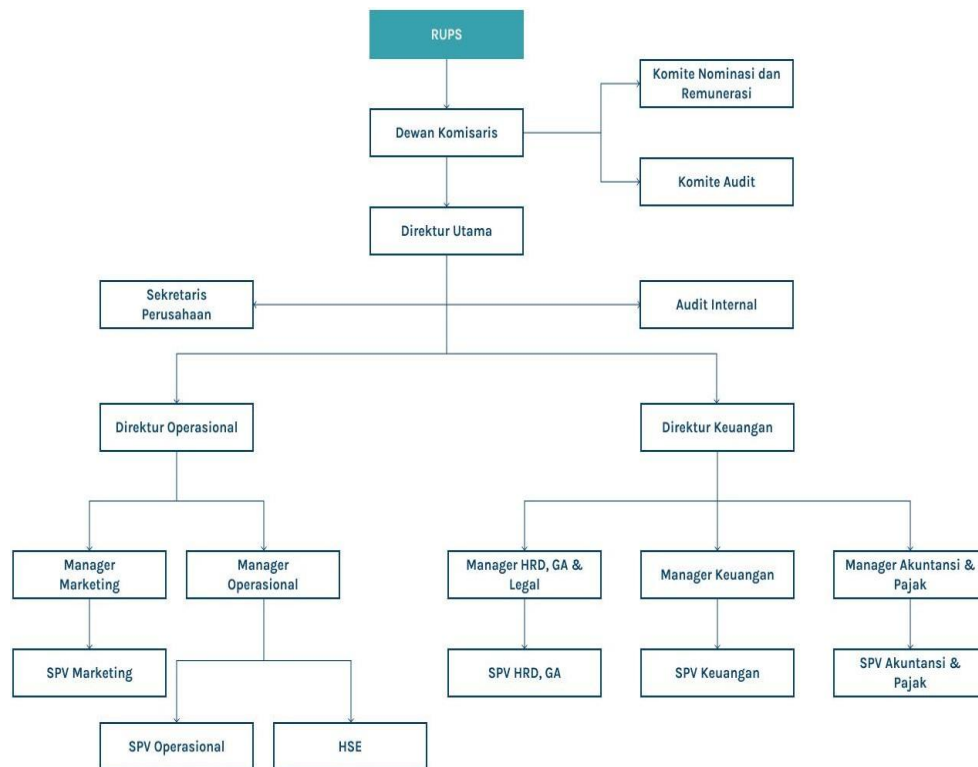 RUPS
Komite Nominasi dan
Remunerasi
Dewan Komisaris
Komite Audit
Direktur Utama
Sekretaris
Perusahaan
Audit Internal
Direktur Operasional
Direktur Keuangan
Manager
Marketing
Manager
Operasional
Manager HRD, GA &
Legal
Manager Keuangan
Manager Akuntansi &
Pajak
SPV Marketing
SPV HRD, GA
SPV Keuangan
SPV Akuntansi &
Pajak
SPV Operasional
HSE